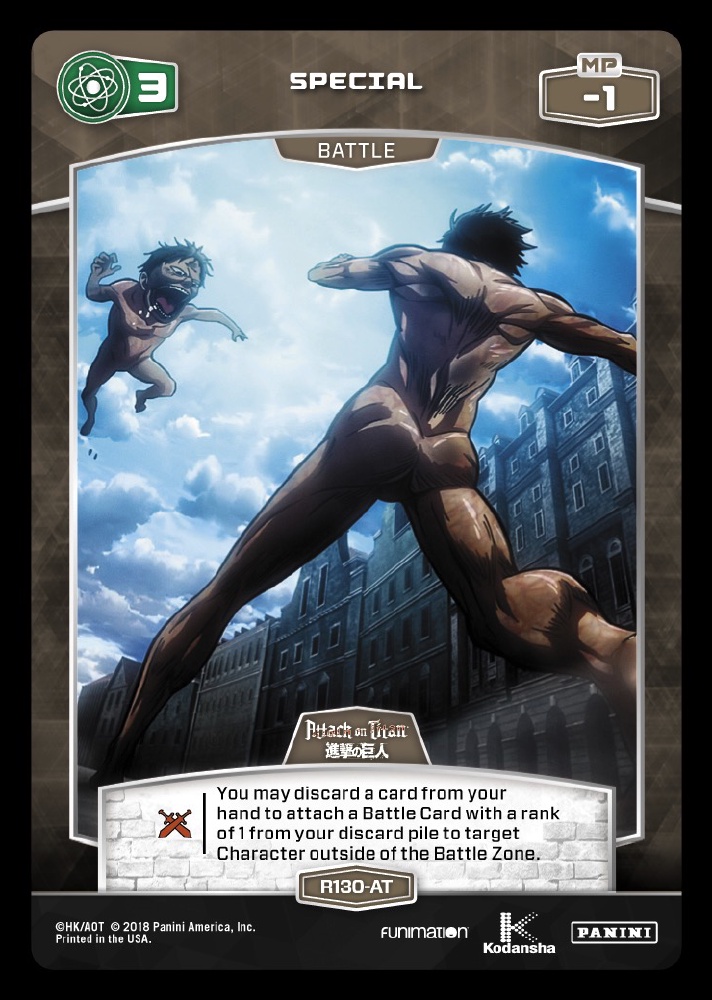 3
SPECIAL
MP
-1
BATTLE
Attack on Titan
進撃の巨人
You may discard a card from your
hand to attach a Battle Card with a rank
of 1 from your discard pile to target
Character outside of the Battle Zone.
R130-AT
©HK/AOT © 2018 Panini America, Inc.
Printed in the USA.
FUNIMATION
K
Kodansha
PANINI